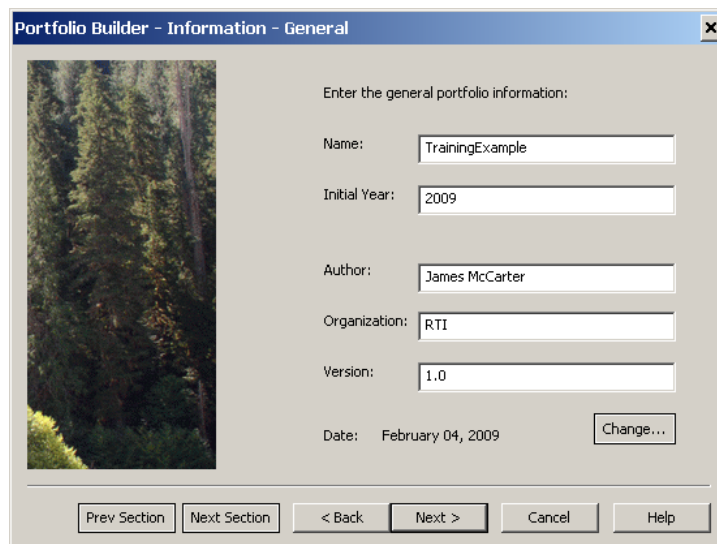 Portfolio Builder - Information - General
Enter the general portfolio information:
Name: TrainingExample
Initial Year: 2009
Author: James McCarter
Organization: RTI
Version: 1.0
Date: February 04, 2009 Change...
Prev Section Next Section < Back Next > Cancel Help